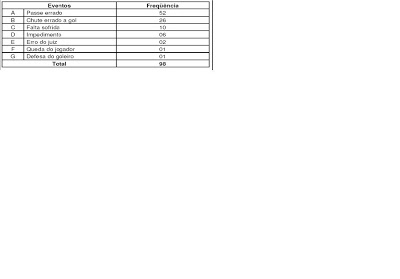 Eventos Freqüência
A Passe errado 52
B Chute errado a gol 26
C Falta sofrida 10
D Impedimento 06
E Erro do juiz 02
F Queda do jogador 01
G Defesa do goleiro 01
Total 98